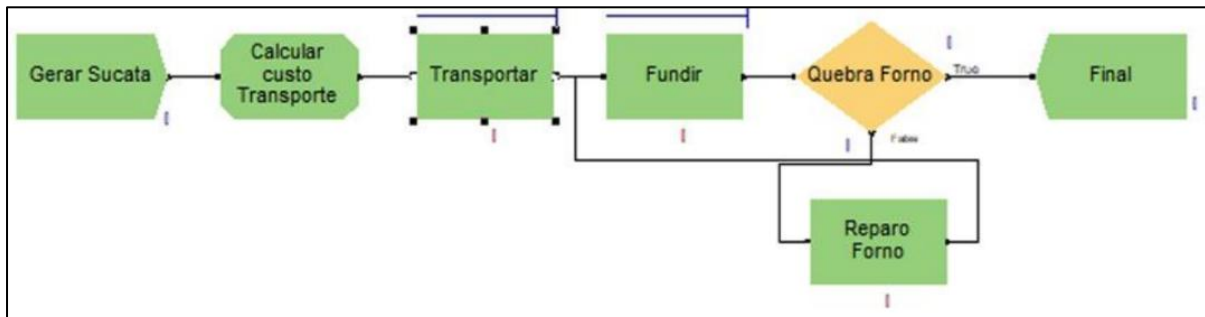 Gerar Sucata
Calcular
custo
Transporte
Transportar
Fundir
Quebra Forno
True
Final
False
Reparo
Forno